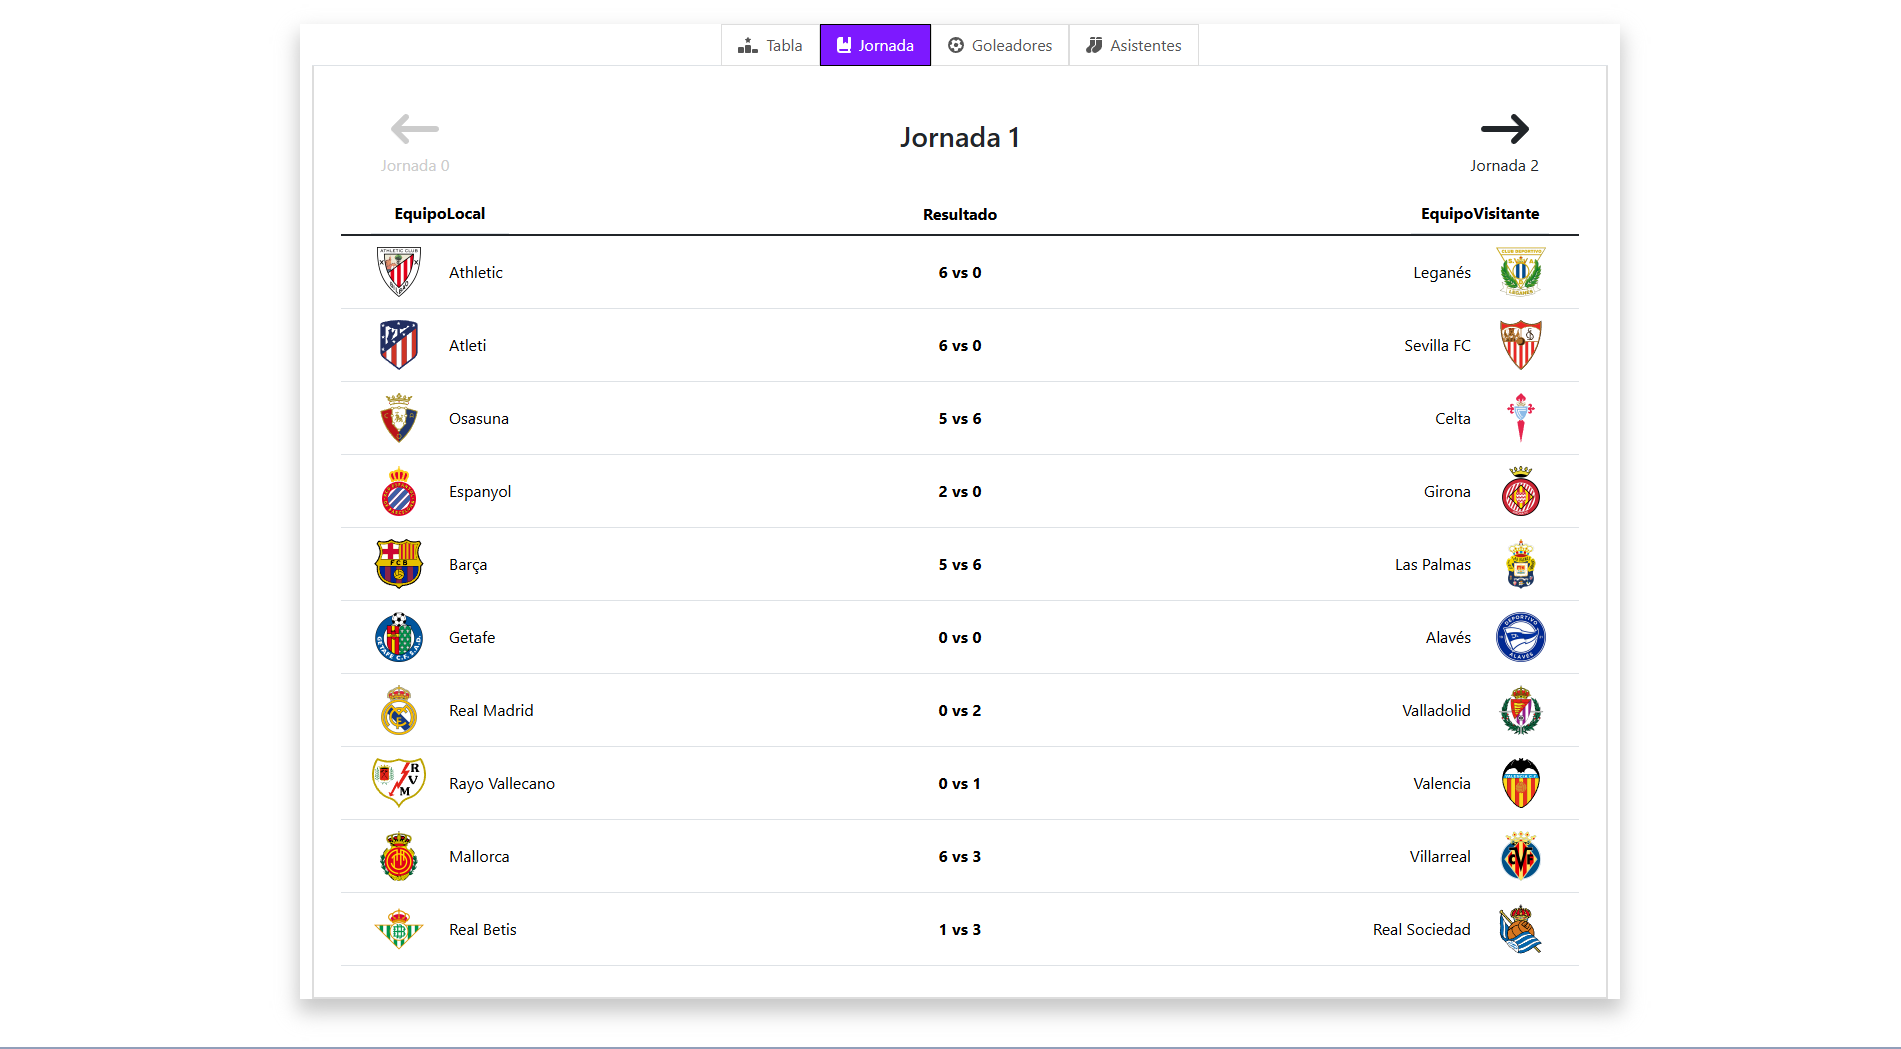 Tabla Jornada Goleadores Asistentes
Jornada 1
Jornada 0 Jornada 2
EquipoLocal Resultado EquipoVisitante
Athletic 6 vs 0 Leganés
Atleti 6 vs 0 Sevilla FC
Osasuna 5 vs 6 Celta
Espanyol 2 vs 0 Girona
Barça 5 vs 6 Las Palmas
Getafe 0 vs 0 Alavés
Real Madrid 0 vs 2 Valladolid
Rayo Vallecano 0 vs 1 Valencia
Mallorca 6 vs 3 Villarreal
Real Betis 1 vs 3 Real Sociedad